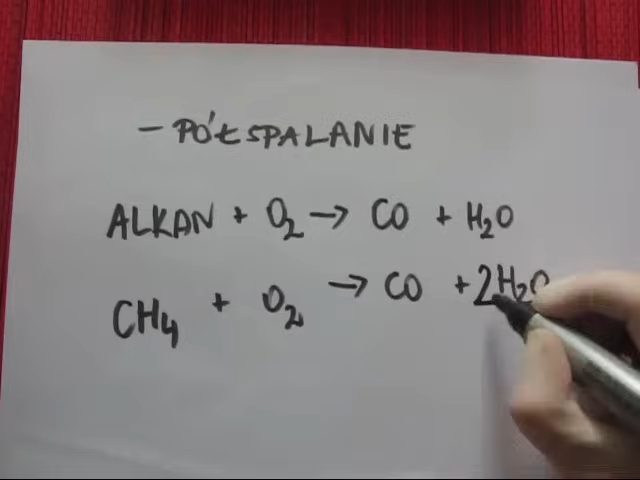 - PÓŁSPALANIE
ALKAN + O2 → CO + H2O
CH4 + O2 → CO + 2H2O